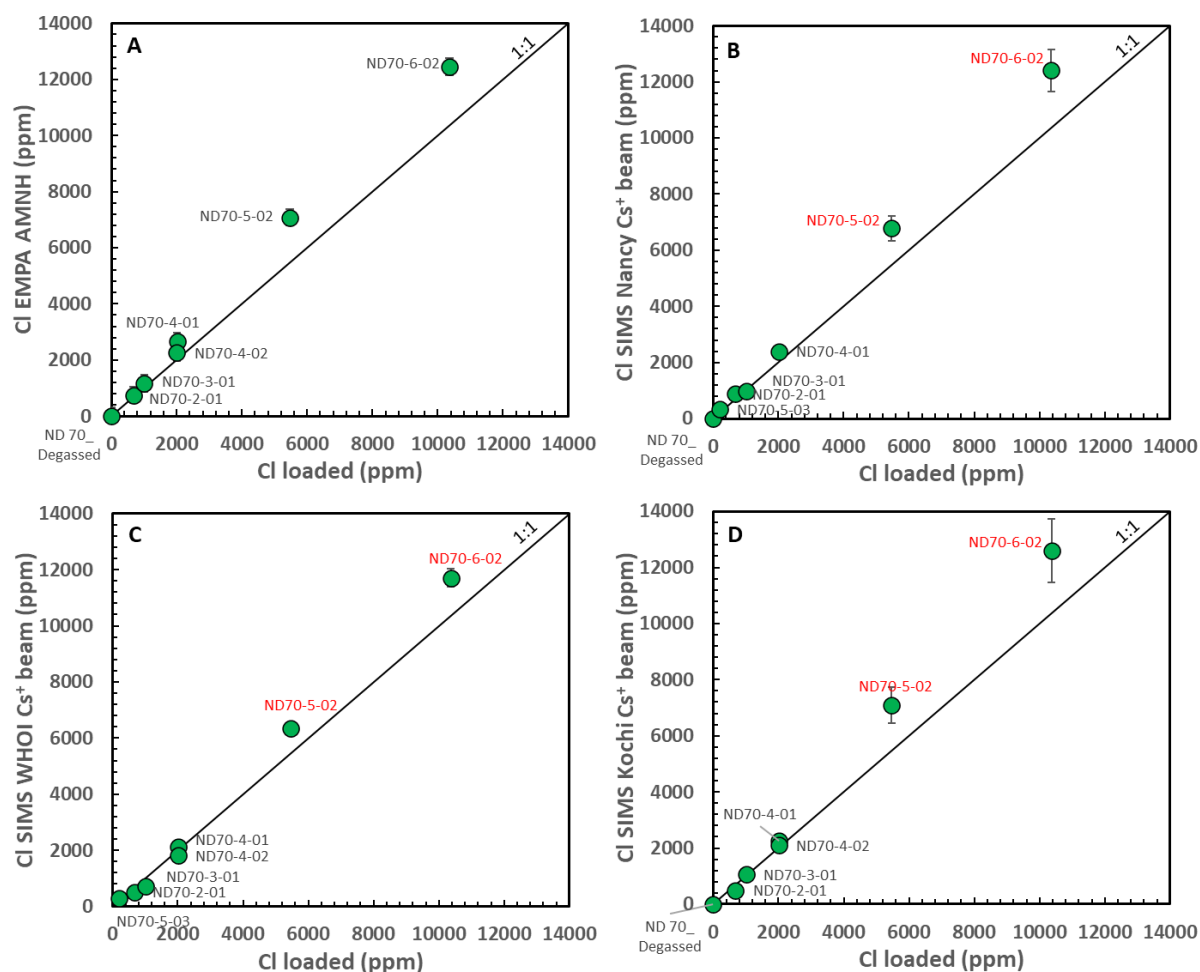 A
Cl EMPA AMNH (ppm)
14000
12000
10000
8000
6000
4000
2000
0
1:1
ND70-6-02
ND70-5-02
ND70-4-01
ND70-4-02
ND70-3-01
ND70-2-01
ND 70_
Degassed
0 2000 4000 6000 8000 10000 12000 14000
Cl loaded (ppm)
B
Cl SIMS Nancy Cs⁺ beam (ppm)
14000
12000
10000
8000
6000
4000
2000
0
1:1
ND70-6-02
ND70-5-02
ND70-4-01
ND70-3-01
ND70-2-01
ND70-5-03
ND 70_
Degassed
0 2000 4000 6000 8000 10000 12000 14000
Cl loaded (ppm)
C
Cl SIMS WHOI Cs⁺ beam (ppm)
14000
12000
10000
8000
6000
4000
2000
0
1:1
ND70-6-02
ND70-5-02
ND70-4-01
ND70-4-02
ND70-3-01
ND70-2-01
ND70-5-03
0 2000 4000 6000 8000 10000 12000 14000
Cl loaded (ppm)
D
Cl SIMS Kochi Cs⁺ beam (ppm)
14000
12000
10000
8000
6000
4000
2000
0
1:1
ND70-6-02
ND70-5-02
ND70-4-01
ND70-4-02
ND70-3-01
ND70-2-01
ND 70_
Degassed
0 2000 4000 6000 8000 10000 12000 14000
Cl loaded (ppm)